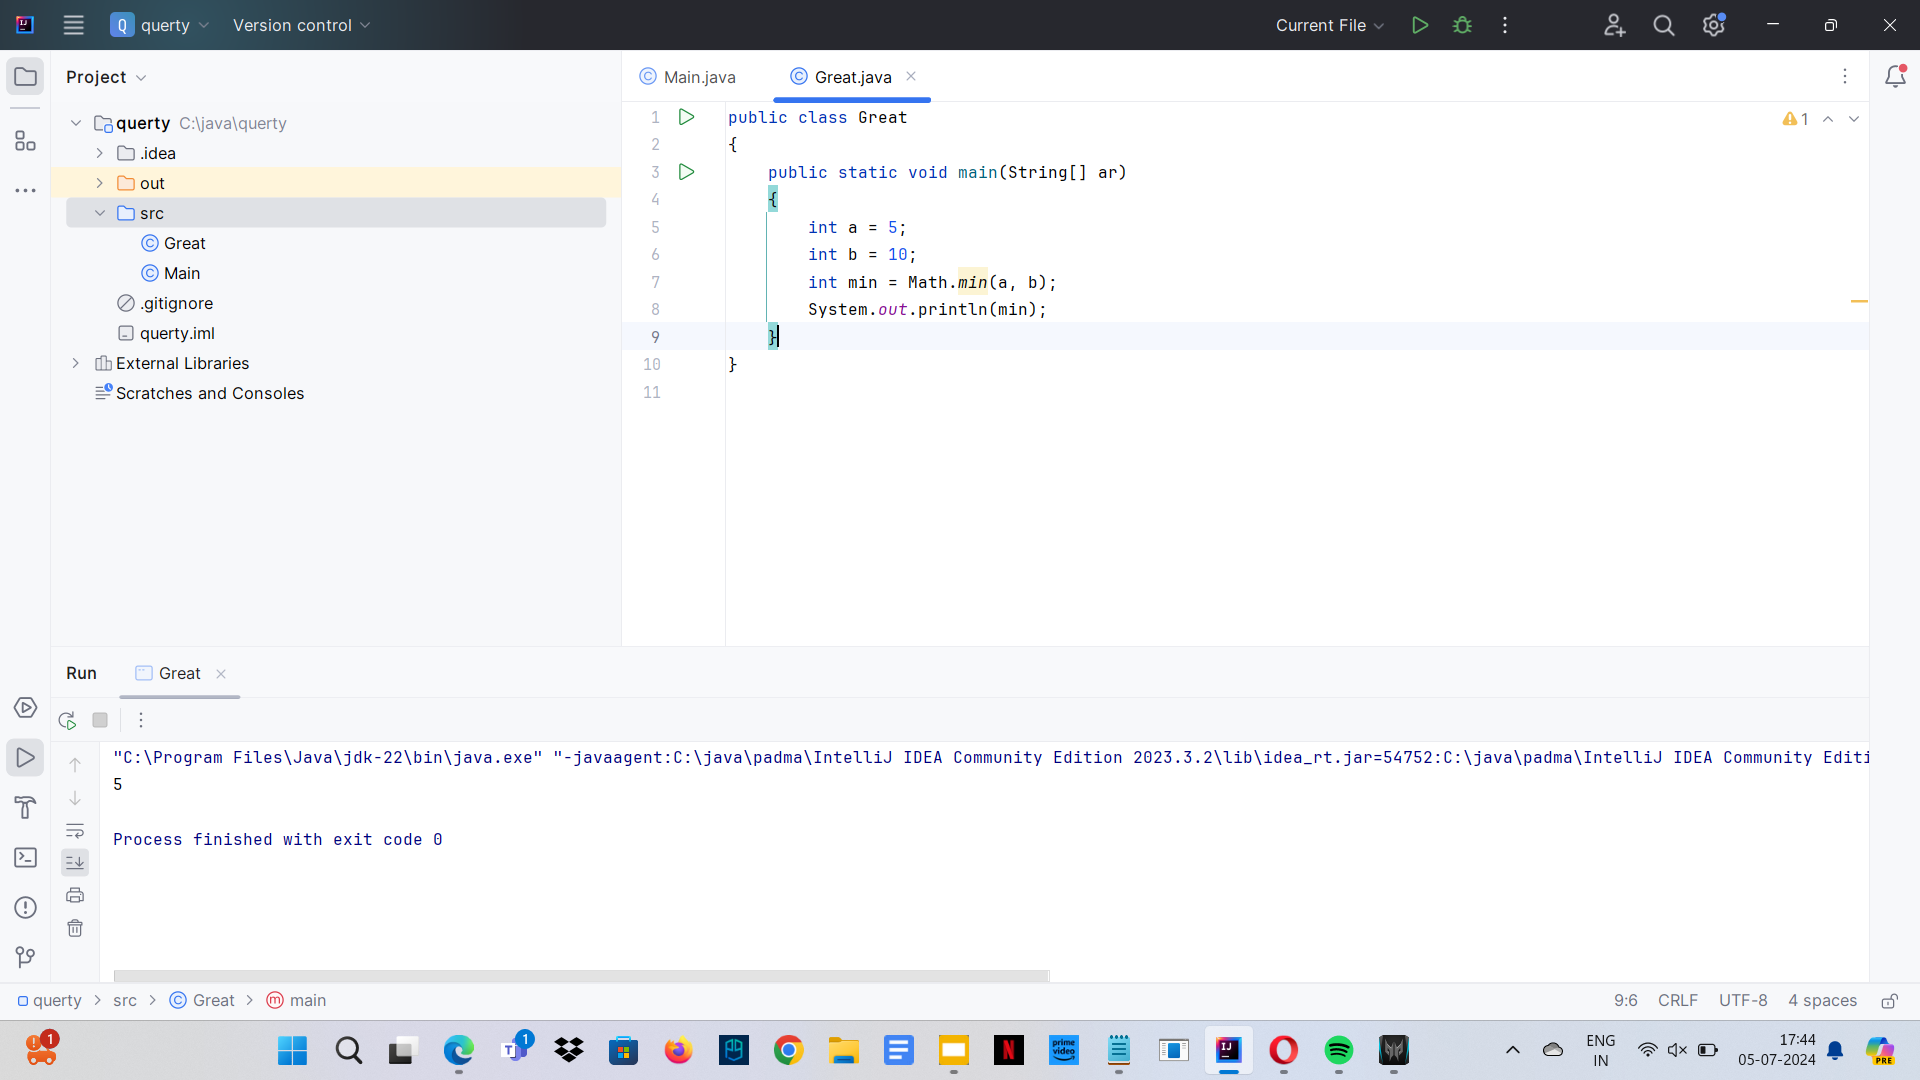 IJ
Q querty
Version control
Current File
Project
Main.java
Great.java
querty C:\java\querty
.idea
out
src
Great
Main
.gitignore
querty.iml
External Libraries
Scratches and Consoles
1 public class Great
2 {
3     public static void main(String[] ar)
4     {
5         int a = 5;
6         int b = 10;
7         int min = Math.min(a, b);
8         System.out.println(min);
9     }
10 }
11
1
Run
Great
"C:\Program Files\Java\jdk-22\bin\java.exe" "-javaagent:C:\java\padma\IntelliJ IDEA Community Edition 2023.3.2\lib\idea_rt.jar=54752:C:\java\padma\IntelliJ IDEA Community Editi
5
Process finished with exit code 0
querty > src > Great > main
9:6 CRLF UTF-8 4 spaces
1
1
T
N
prime video
IJ
ENG
IN
17:44
05-07-2024
PRE